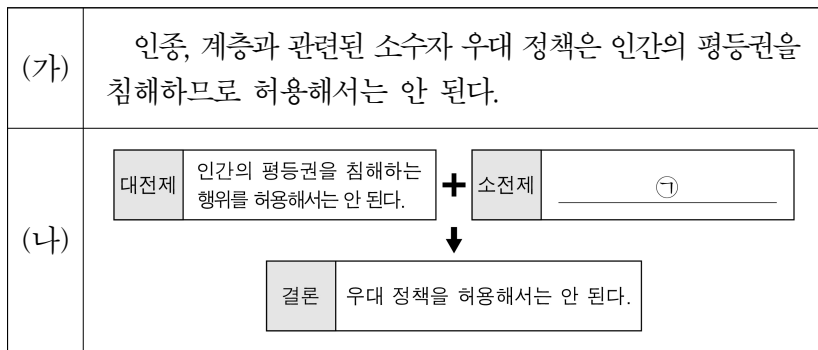 (가)
인종, 계층과 관련된 소수자 우대 정책은 인간의 평등권을
침해하므로 허용해서는 안 된다.
(나)
대전제
인간의 평등권을 침해하는
행위를 허용해서는 안 된다.
+
소전제
㉠
결론
우대 정책을 허용해서는 안 된다.